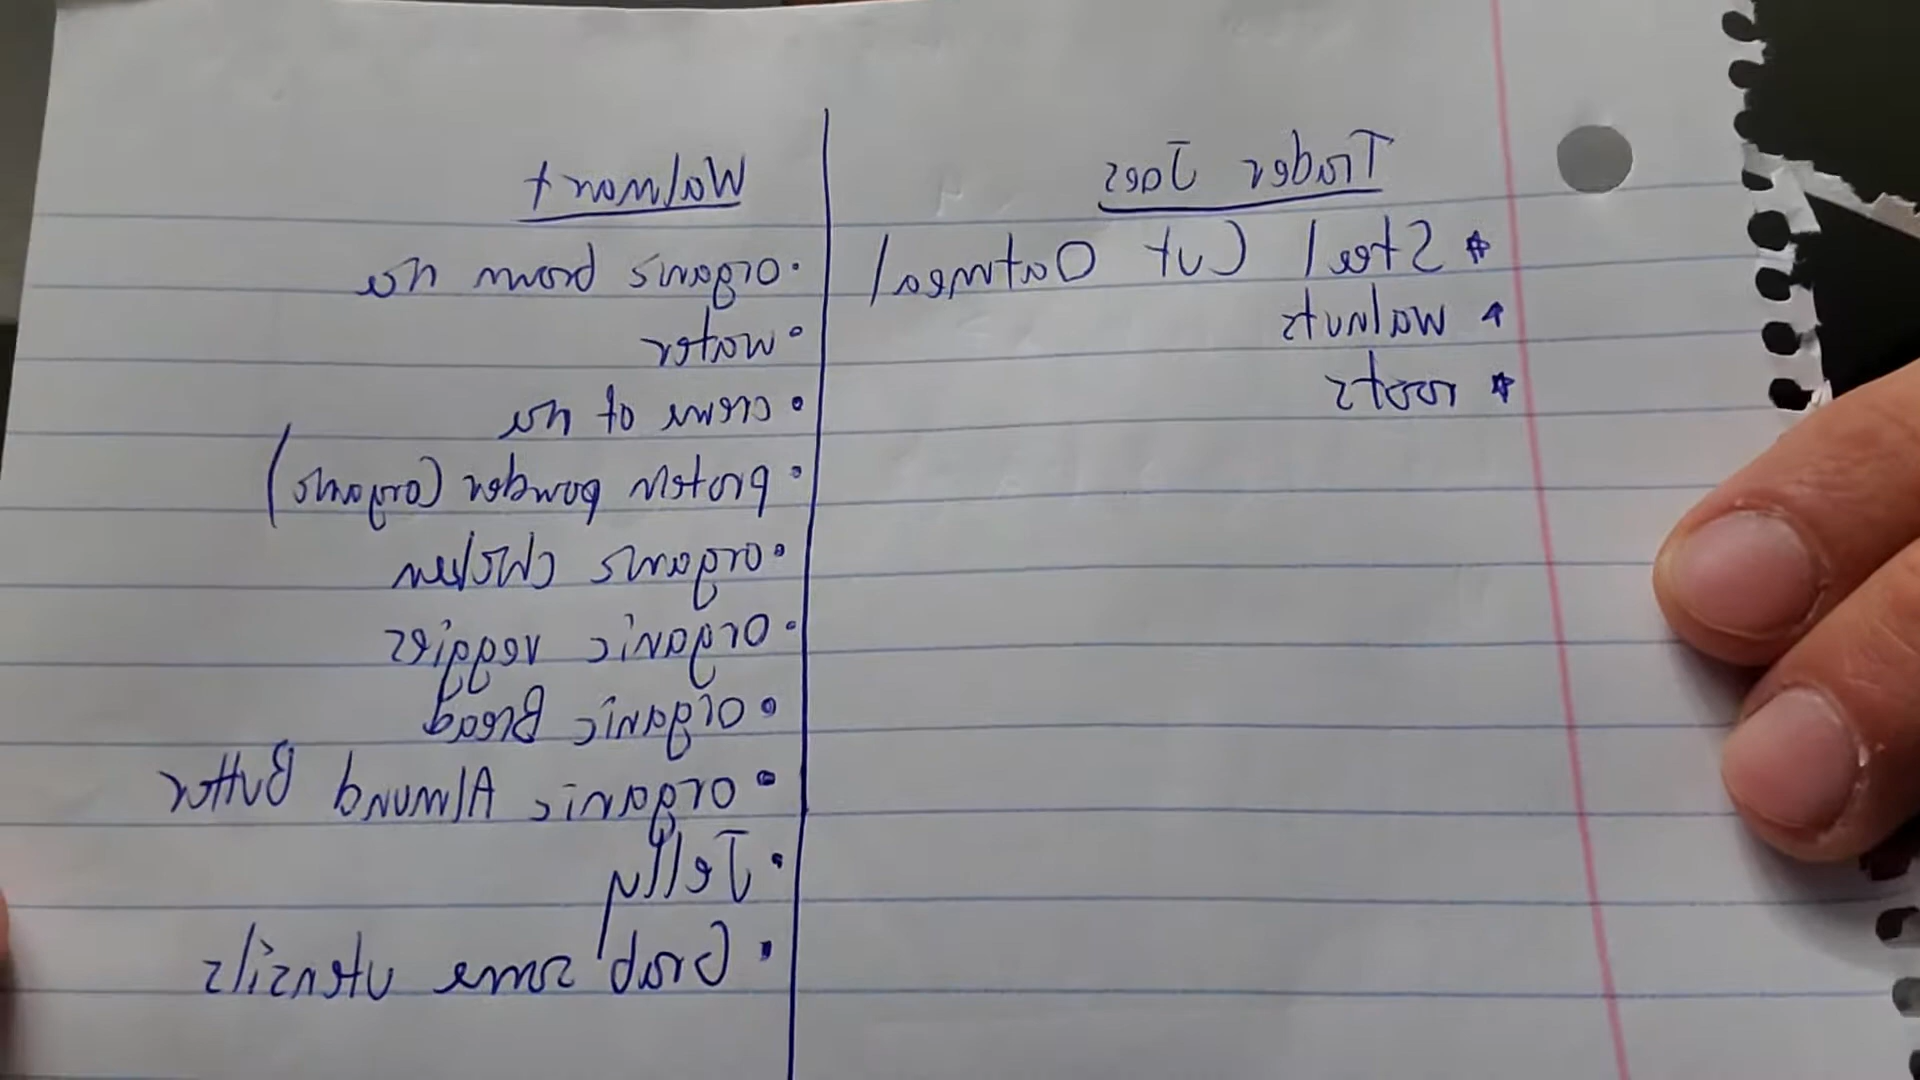 Trader Joes
* Steel Cut Oatmeal
* walnuts
* roots
Walmart
• organic brown rice
• water
• creme of rice
• protein powder (organic)
• organic chicken
• Organic veggies
• organic Bread
• organic Almond Butter
• Jelly
• Grab some utensils